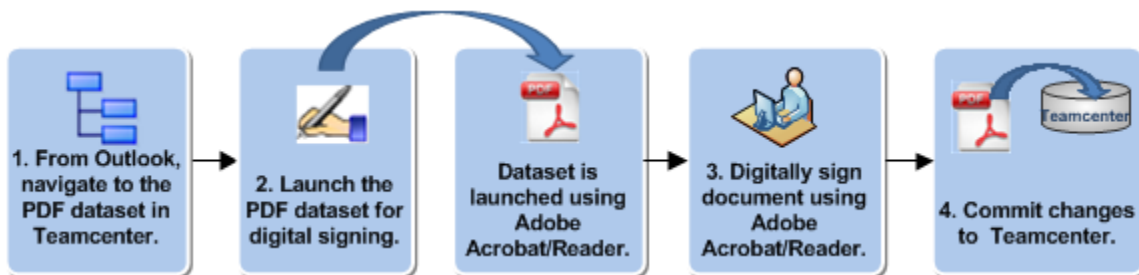 1. From Outlook,
navigate to the
PDF dataset in
Teamcenter.
2. Launch the
PDF dataset for
digital signing.
PDF
Dataset is
launched using
Adobe
Acrobat/Reader.
3. Digitally sign
document using
Adobe
Acrobat/Reader.
PDF
Teamcenter
4. Commit changes
to Teamcenter.